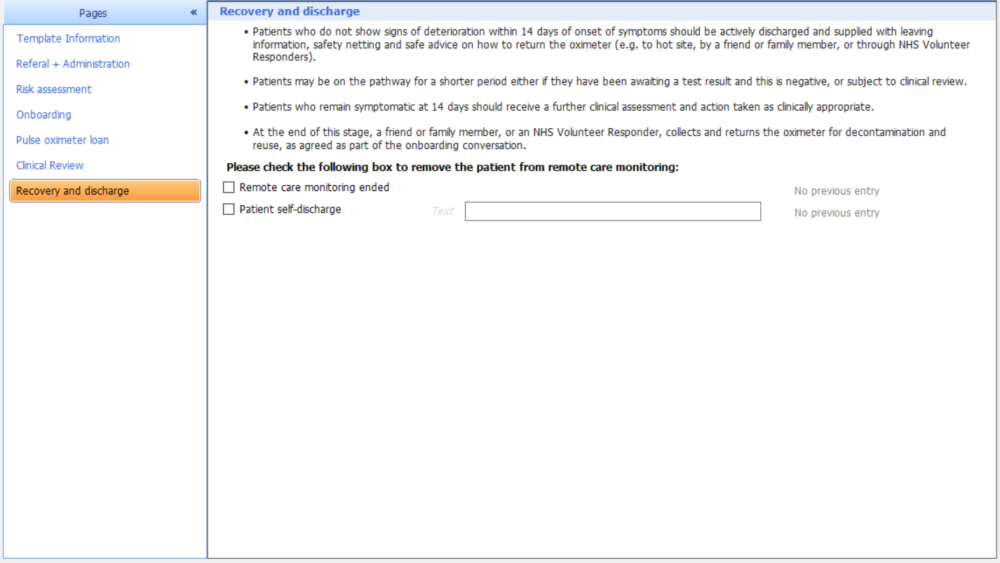 Pages «
Template Information
Referal + Administration
Risk assessment
Onboarding
Pulse oximeter loan
Clinical Review
Recovery and discharge
Recovery and discharge
• Patients who do not show signs of deterioration within 14 days of onset of symptoms should be actively discharged and supplied with leaving
information, safety netting and safe advice on how to return the oximeter (e.g. to hot site, by a friend or family member, or through NHS Volunteer
Responders).
• Patients may be on the pathway for a shorter period either if they have been awaiting a test result and this is negative, or subject to clinical review.
• Patients who remain symptomatic at 14 days should receive a further clinical assessment and action taken as clinically appropriate.
• At the end of this stage, a friend or family member, or an NHS Volunteer Responder, collects and returns the oximeter for decontamination and
reuse, as agreed as part of the onboarding conversation.
Please check the following box to remove the patient from remote care monitoring:
Remote care monitoring ended No previous entry
Patient self-discharge Text No previous entry